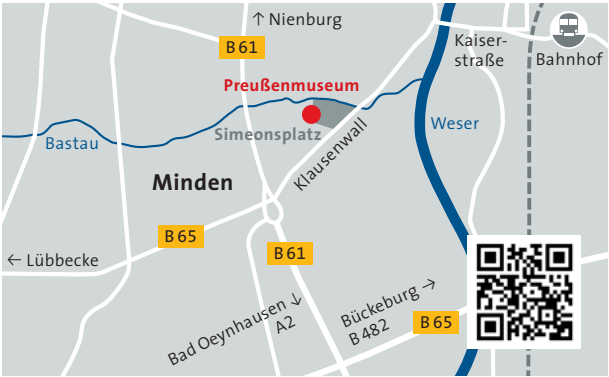 ↑ Nienburg
B 61
Kaiser-
straße
Bahnhof
Preußenmuseum
Simeonsplatz
Bastau
Weser
Klausenwall
Minden
B 65
← Lübbecke
B 61
Bad Oeynhausen ↓
A2
Bückeburg →
B 482
B 65